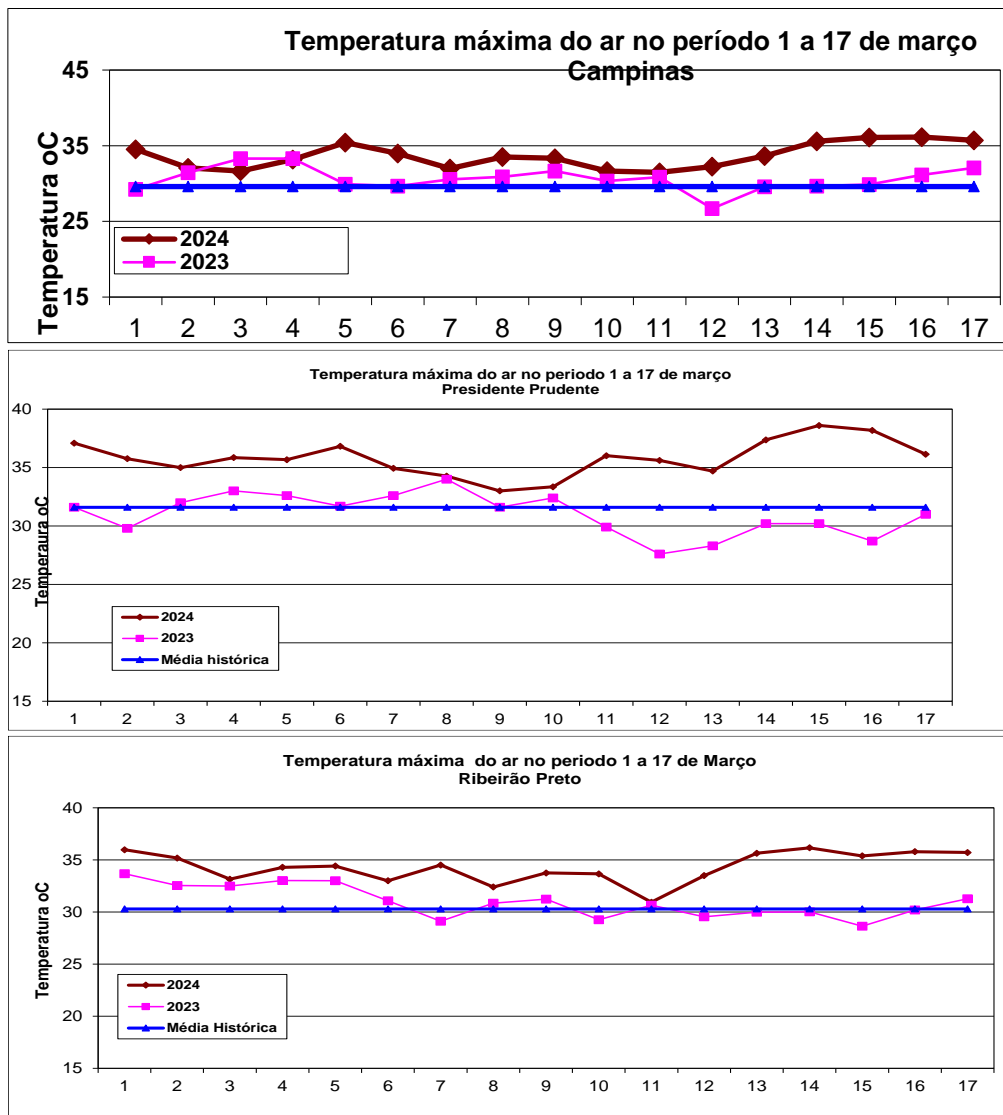 Temperatura máxima do ar no período 1 a 17 de março
Campinas
Temperatura oC
45
35
25
15
2024
2023
1 2 3 4 5 6 7 8 9 10 11 12 13 14 15 16 17
Temperatura máxima do ar no periodo 1 a 17 de março
Presidente Prudente
Temperaura oC
40
35
30
25
20
15
2024
2023
Média histórica
1 2 3 4 5 6 7 8 9 10 11 12 13 14 15 16 17
Temperatura máxima do ar no periodo 1 a 17 de Março
Ribeirão Preto
Temperatura oC
40
35
30
25
20
15
2024
2023
Média Histórica
1 2 3 4 5 6 7 8 9 10 11 12 13 14 15 16 17